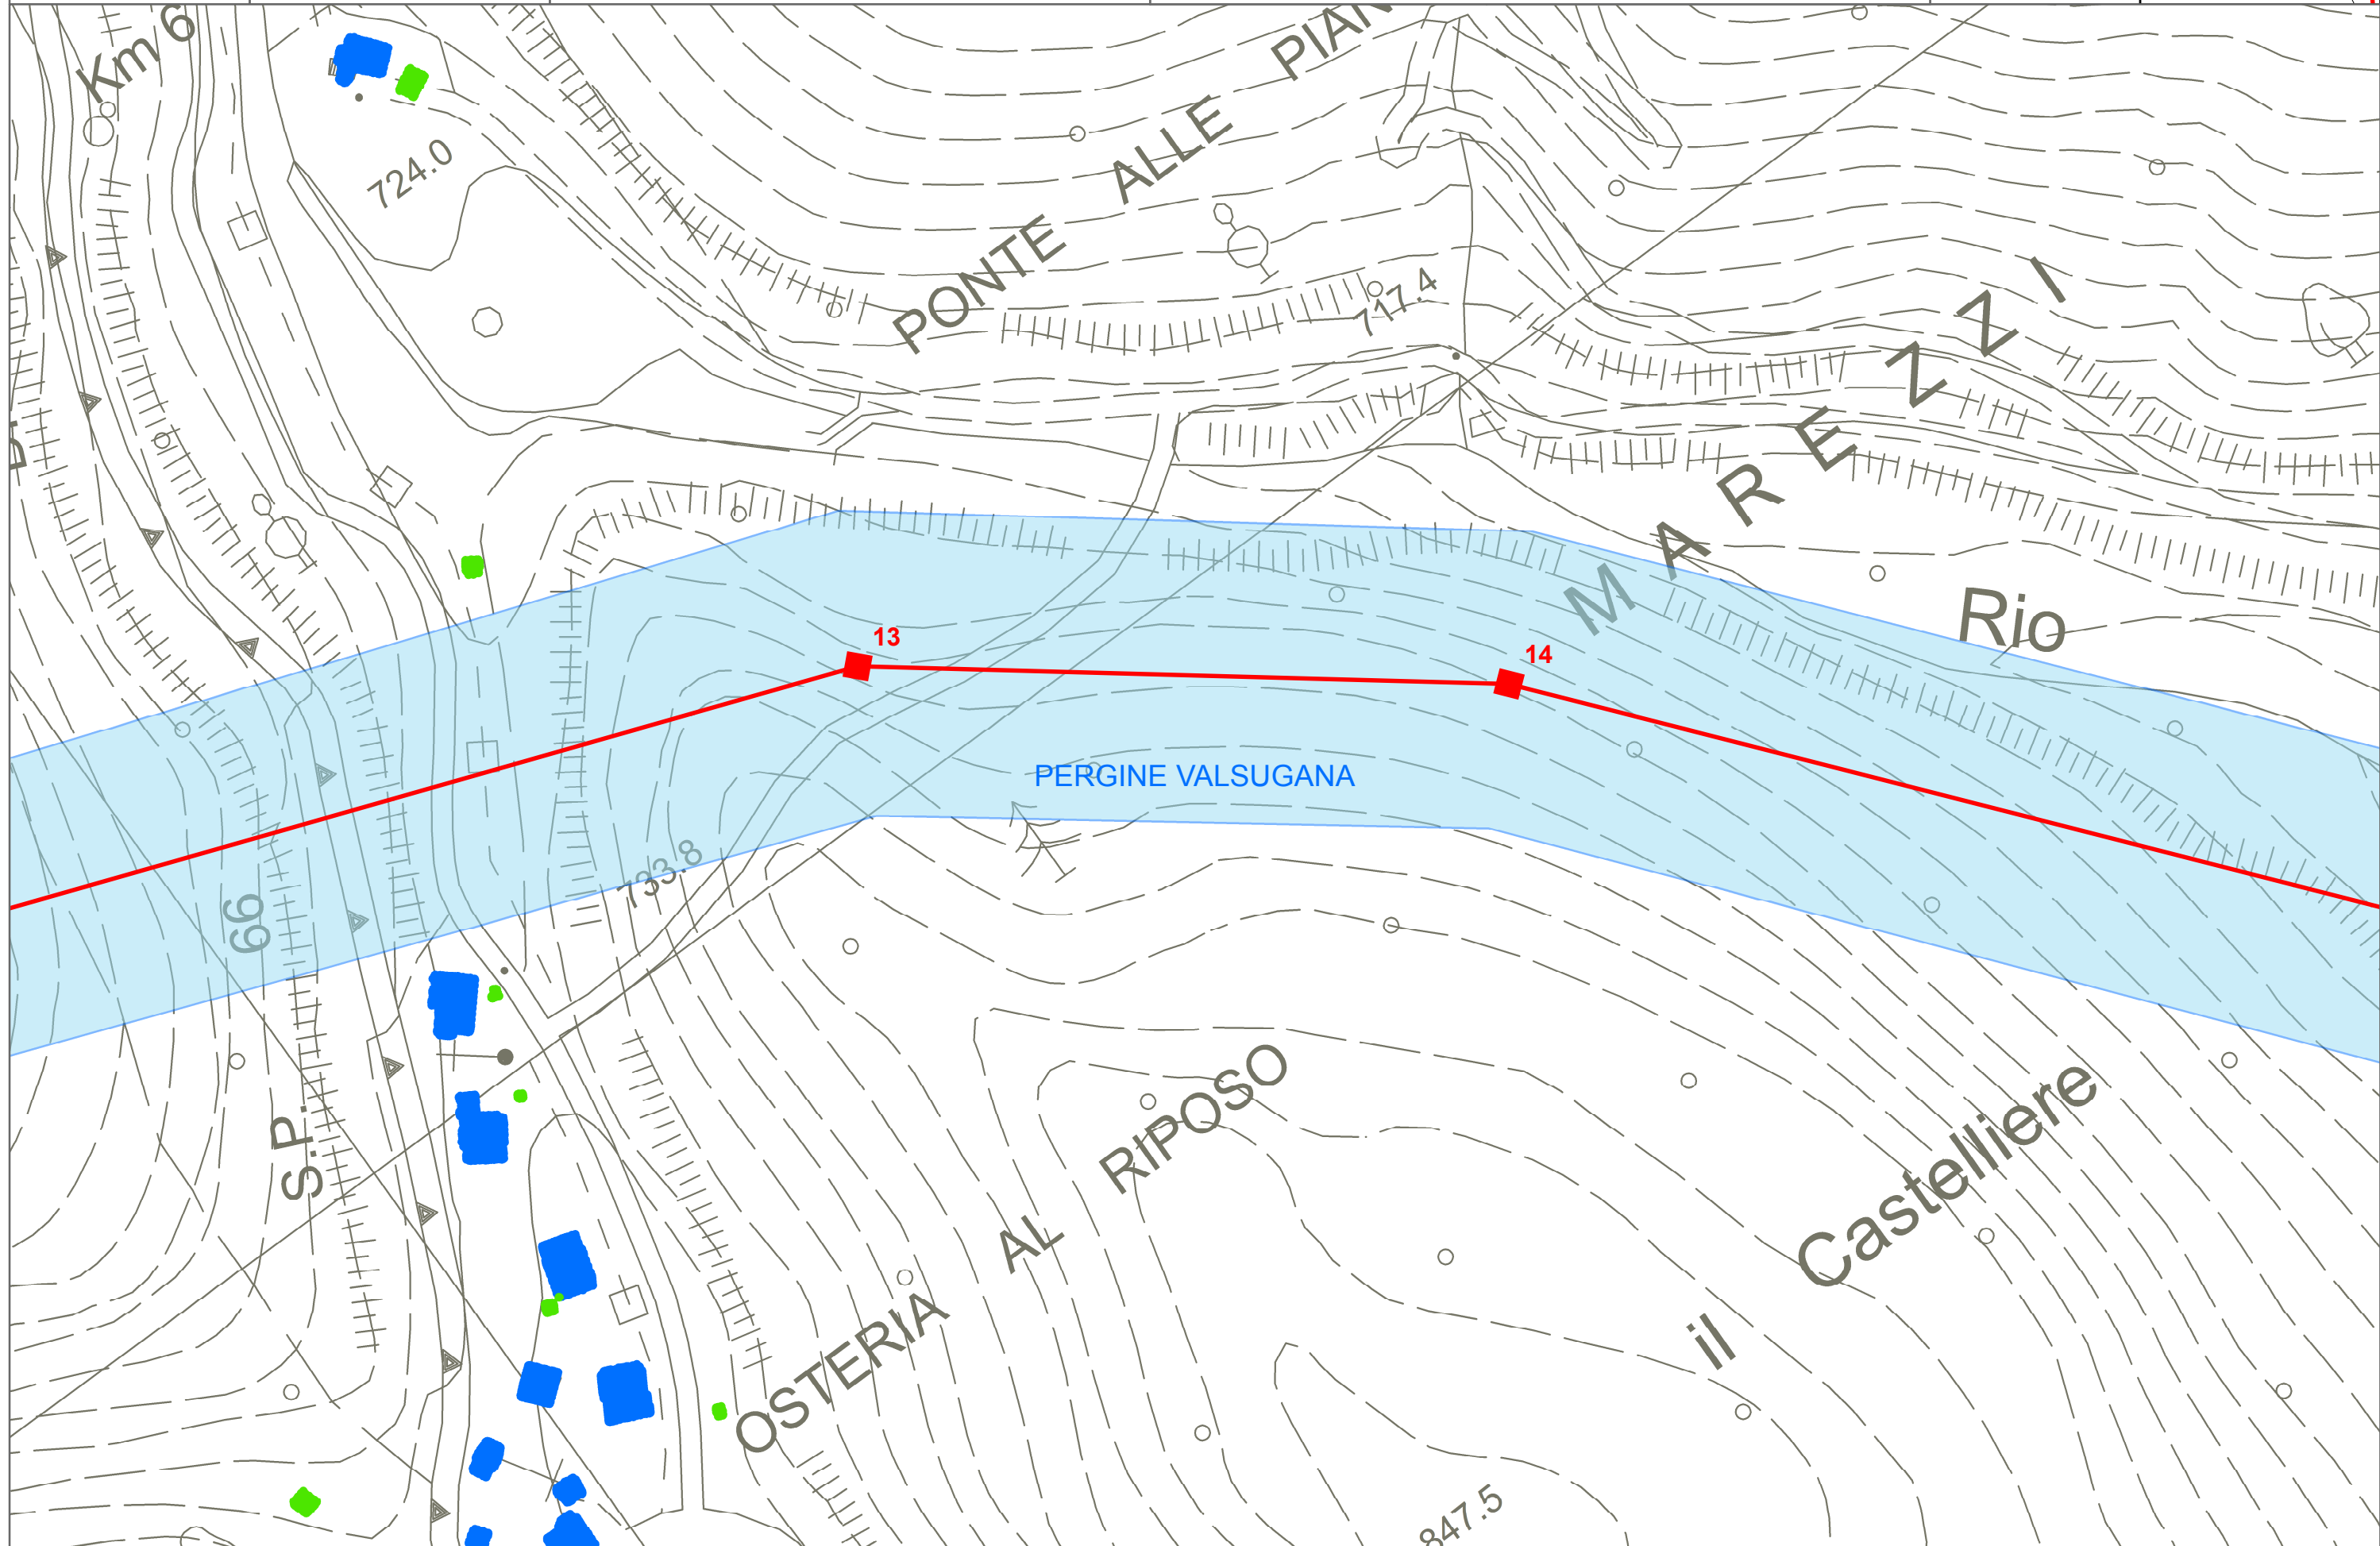 Km 6
724.0
PONTE ALLE PIAN
717.4
MARENZI
Rio
13
14
PERGINE VALSUGANA
733.8
66
S.P.
OSTERIA AL RIPOSO
il Castelliere
847.5